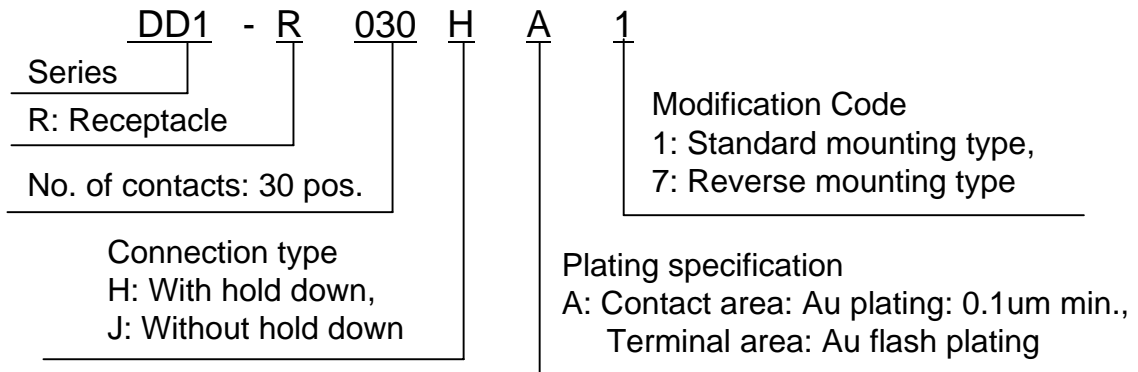 DD1 - R 030 H A 1
Series
R: Receptacle
No. of contacts: 30 pos.
Connection type
H: With hold down,
J: Without hold down
Modification Code
1: Standard mounting type,
7: Reverse mounting type
Plating specification
A: Contact area: Au plating: 0.1um min.,
Terminal area: Au flash plating